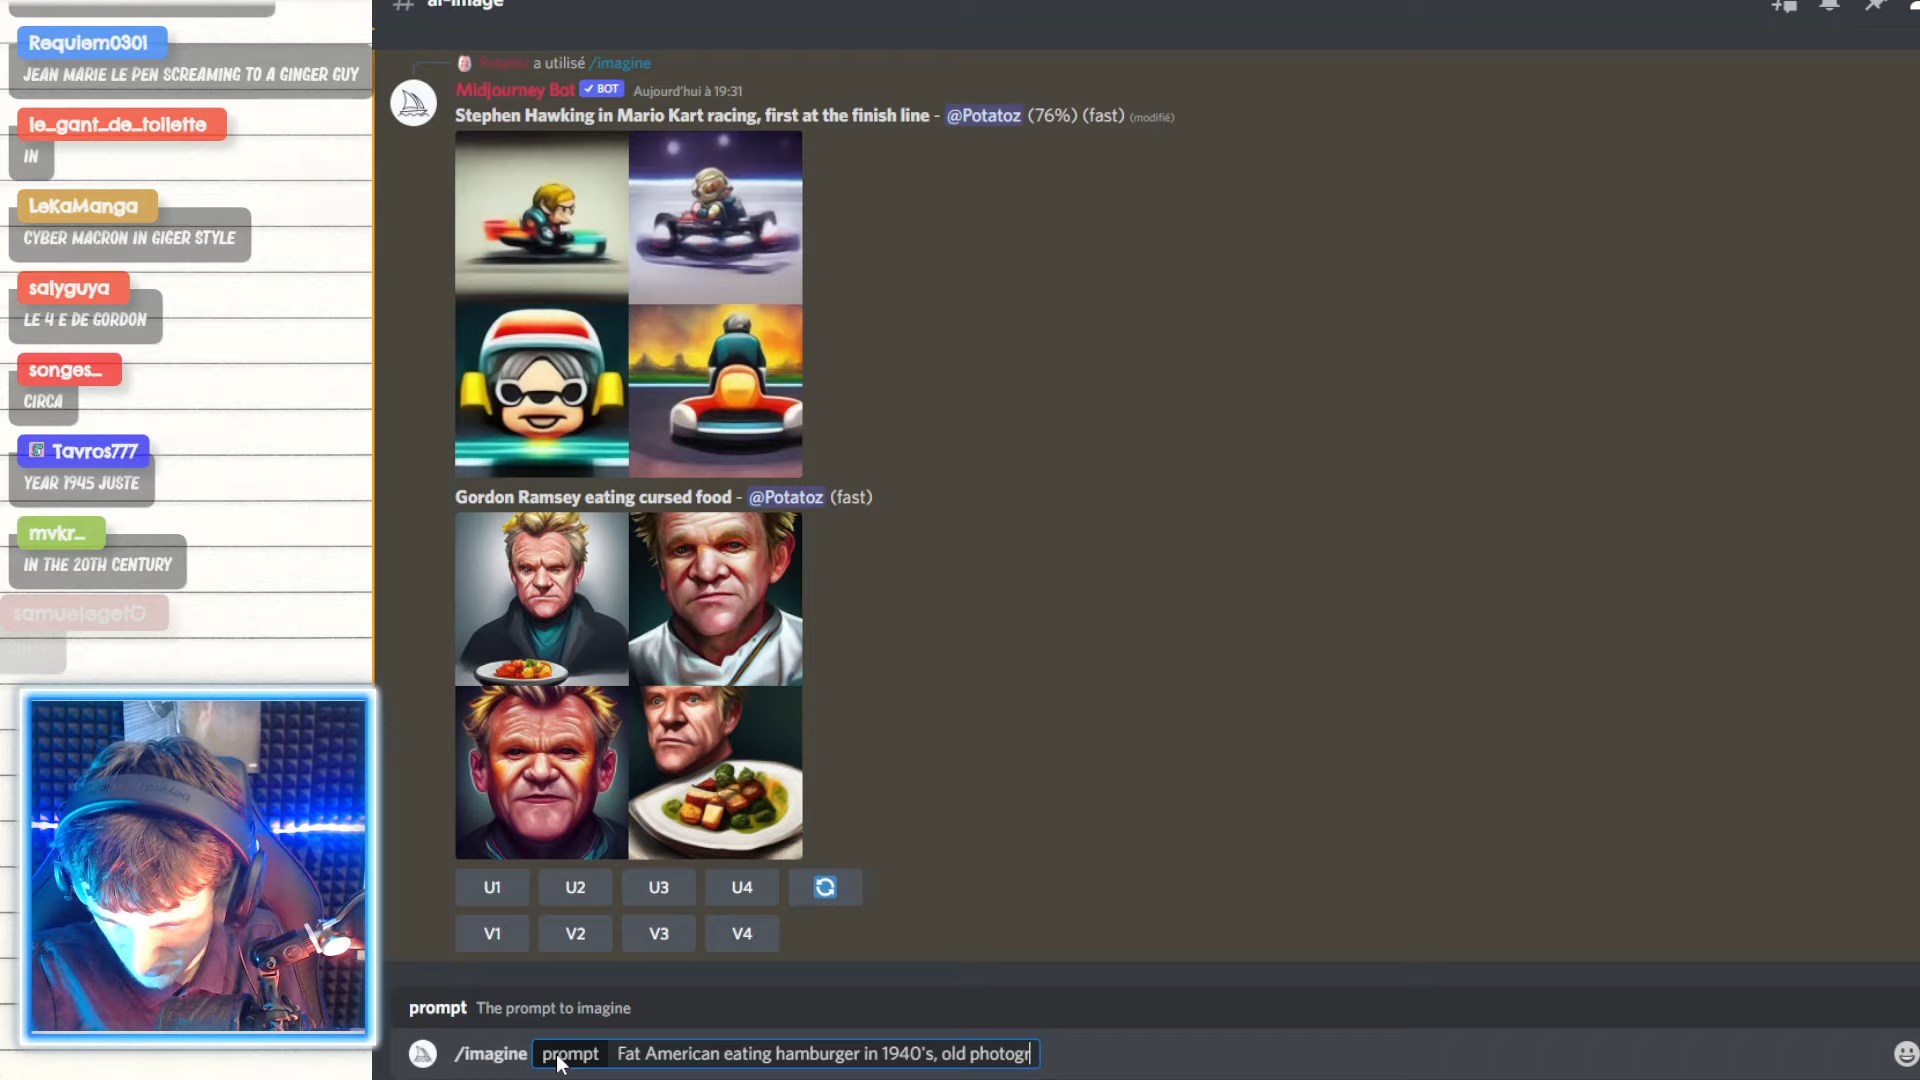 Requiem0301
JEAN MARIE LE PEN SCREAMING TO A GINGER GUY
le_gant_de_toilette
IN
LeKaManga
CYBER MACRON IN GIGER STYLE
salyguya
LE 4 E DE GORDON
songes_
CIRCA
Tavros777
YEAR 1945 JUSTE
mvkr_
IN THE 20TH CENTURY
# ai-image
Potatoz a utilisé /imagine
Midjourney Bot ✓ BOT Aujourd'hui à 19:31
Stephen Hawking in Mario Kart racing, first at the finish line - @Potatoz (76%) (fast) (modifié)
Gordon Ramsey eating cursed food - @Potatoz (fast)
U1 U2 U3 U4
V1 V2 V3 V4
prompt The prompt to imagine
/imagine prompt Fat American eating hamburger in 1940's, old photogr